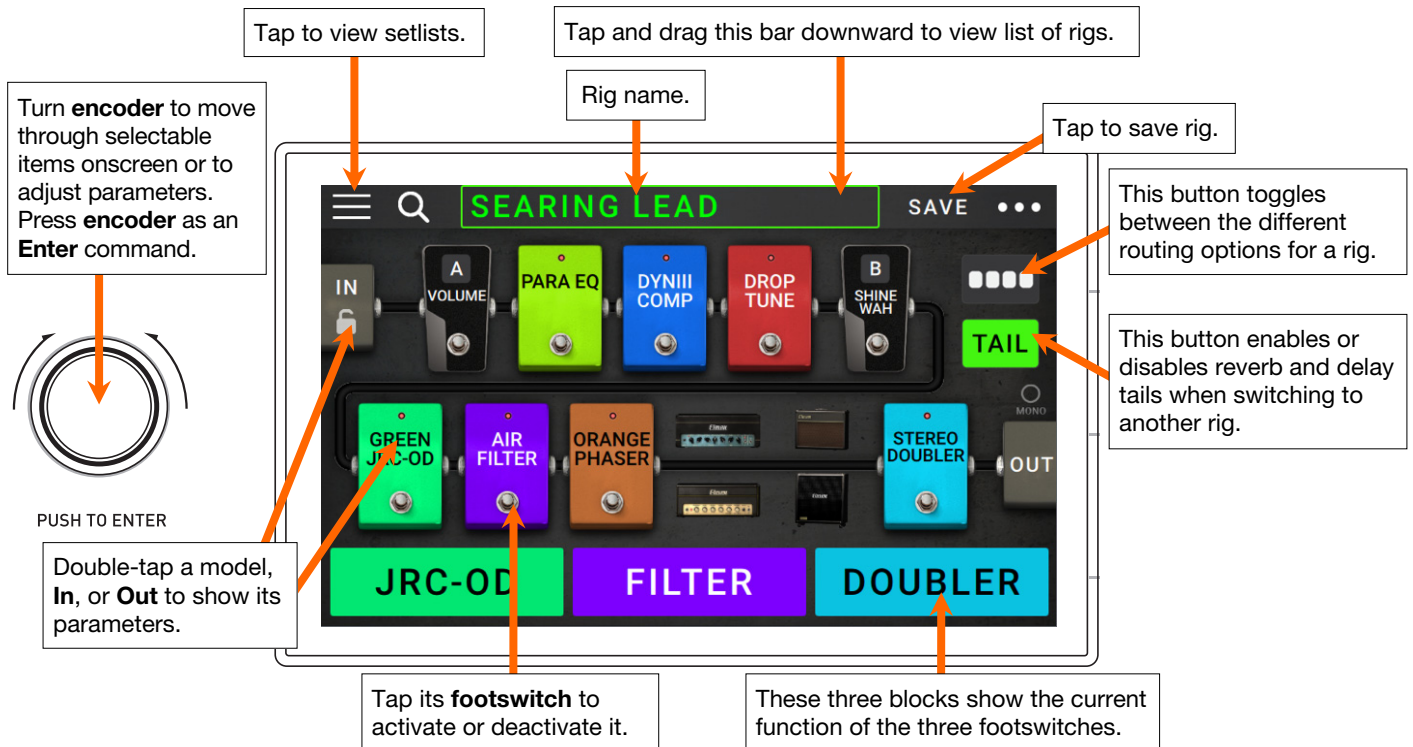 Tap to view setlists.
Tap and drag this bar downward to view list of rigs.
Rig name.
Tap to save rig.
Turn encoder to move
through selectable
items onscreen or to
adjust parameters.
Press encoder as an
Enter command.
This button toggles
between the different
routing options for a rig.
This button enables or
disables reverb and delay
tails when switching to
another rig.
SEARING LEAD
SAVE
IN
A
VOLUME
PARA EQ
DYNIII
COMP
DROP
TUNE
B
SHINE
WAH
TAIL
MONO
GREEN
JRC-OD
AIR
FILTER
ORANGE
PHASER
STEREO
DOUBLER
OUT
JRC-OD
FILTER
DOUBLER
PUSH TO ENTER
Double-tap a model,
In, or Out to show its
parameters.
Tap its footswitch to
activate or deactivate it.
These three blocks show the current
function of the three footswitches.